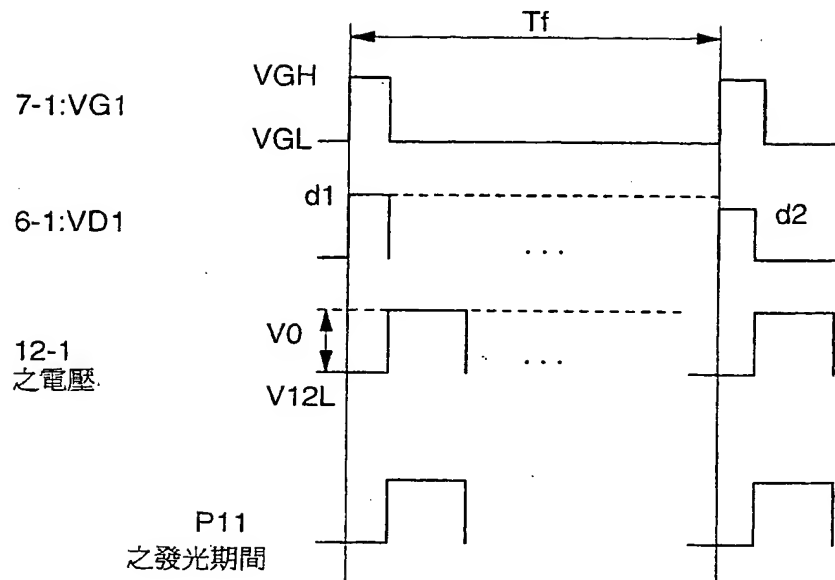 Tf
VGH
7-1:VG1
VGL
d1
6-1:VD1
d2
...
V0
12-1
之電壓
...
V12L
P11
之發光期間